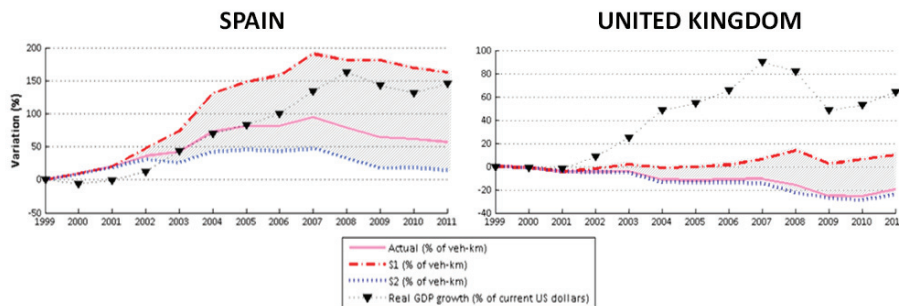 SPAIN
UNITED KINGDOM
Variation (%)
200
150
100
50
0
-50
1999 2000 2001 2002 2003 2004 2005 2006 2007 2008 2009 2010 2011
100
80
60
40
20
0
-20
-40
1999 2000 2001 2002 2003 2004 2005 2006 2007 2008 2009 2010 201
Actual (% of veh-km)
S1 (% of veh-km)
S2 (% of veh-km)
Real GDP growth (% of current US dollars)